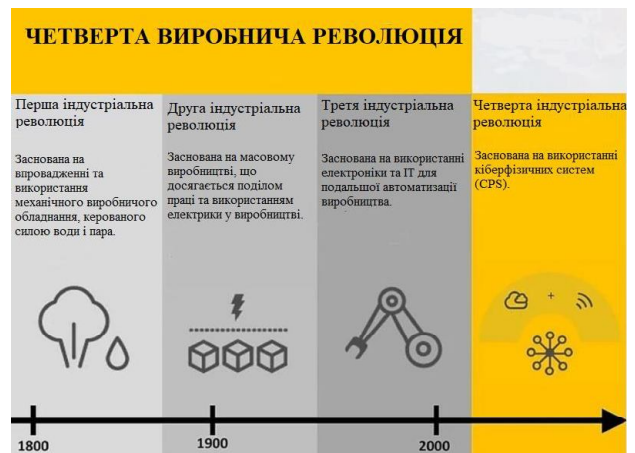 ЧЕТВЕРТА ВИРОБНИЧА РЕВОЛЮЦІЯ
Перша індустріальна
революція
Заснована на
впровадженні та
використання
механічного виробничого
обладнання, керованого
силою води і пара.
Друга індустріальна
революція
Заснована на масовому
виробництві, що
досягається поділом
праці та використанням
електрики у виробництві.
Третя індустріальна
революція
Заснована на використанні
електроніки та ІТ для
подальшої автоматизації
виробництва.
Четверта індустріальна
революція
Заснована на використанні
кіберфізичних систем
(CPS).
+
1800
1900
2000